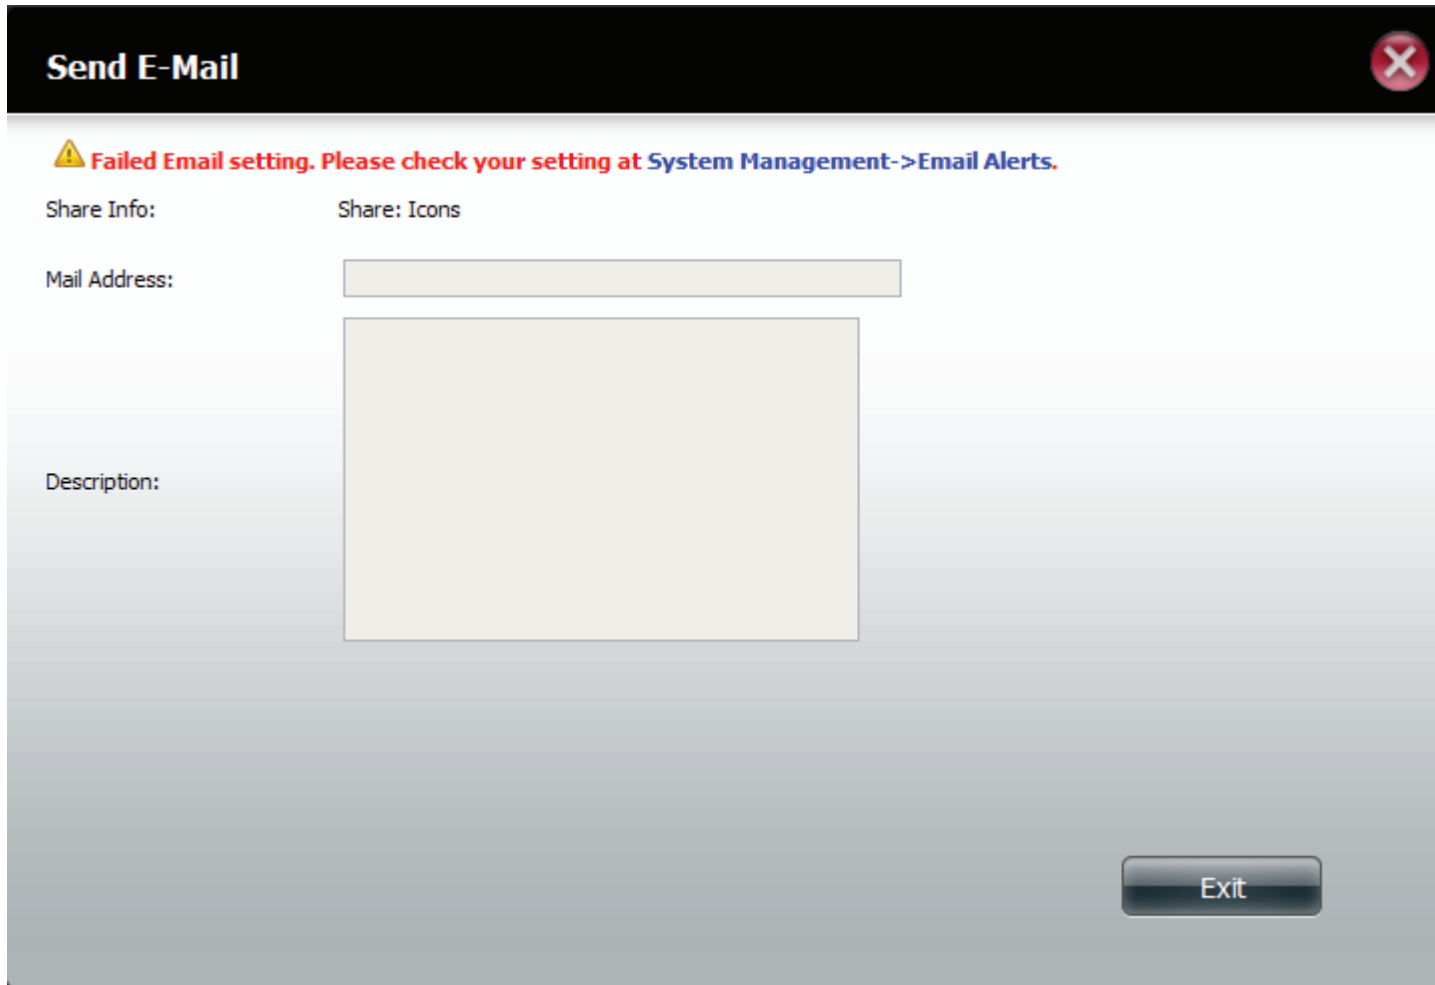 Send E-Mail
Failed Email setting. Please check your setting at System Management->Email Alerts.
Share Info: Share: Icons
Mail Address:
Description:
Exit